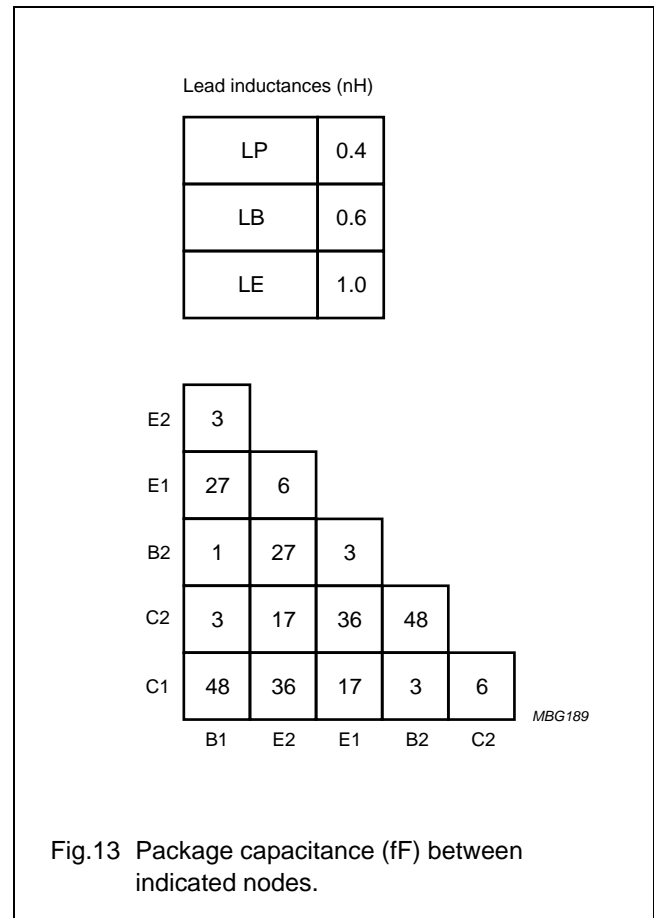 Lead inductances (nH)
LP 0.4
LB 0.6
LE 1.0
E2 3
E1 27 6
B2 1 27 3
C2 3 17 36 48
C1 48 36 17 3 6
MBG189
B1 E2 E1 B2 C2
Fig.13 Package capacitance (fF) between
indicated nodes.